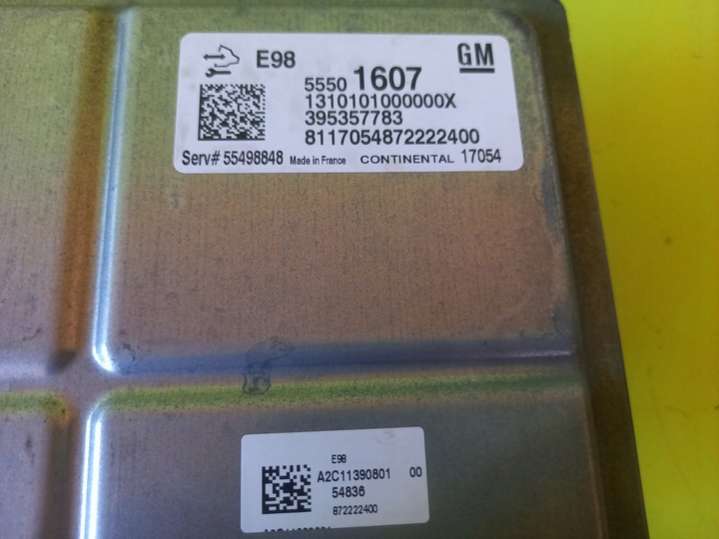 E98 GM
5550 1607
1310101000000X
395357783
8117054872222400
Serv# 55498848 Made in France CONTINENTAL 17054
E98
A2C11390801 00
54836
872222400